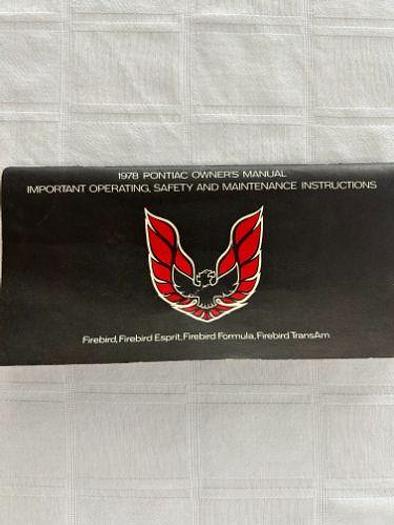 1978 PONTIAC OWNER'S MANUAL
IMPORTANT OPERATING, SAFETY AND MAINTENANCE INSTRUCTIONS
Firebird, Firebird Esprit, Firebird Formula, Firebird TransAm